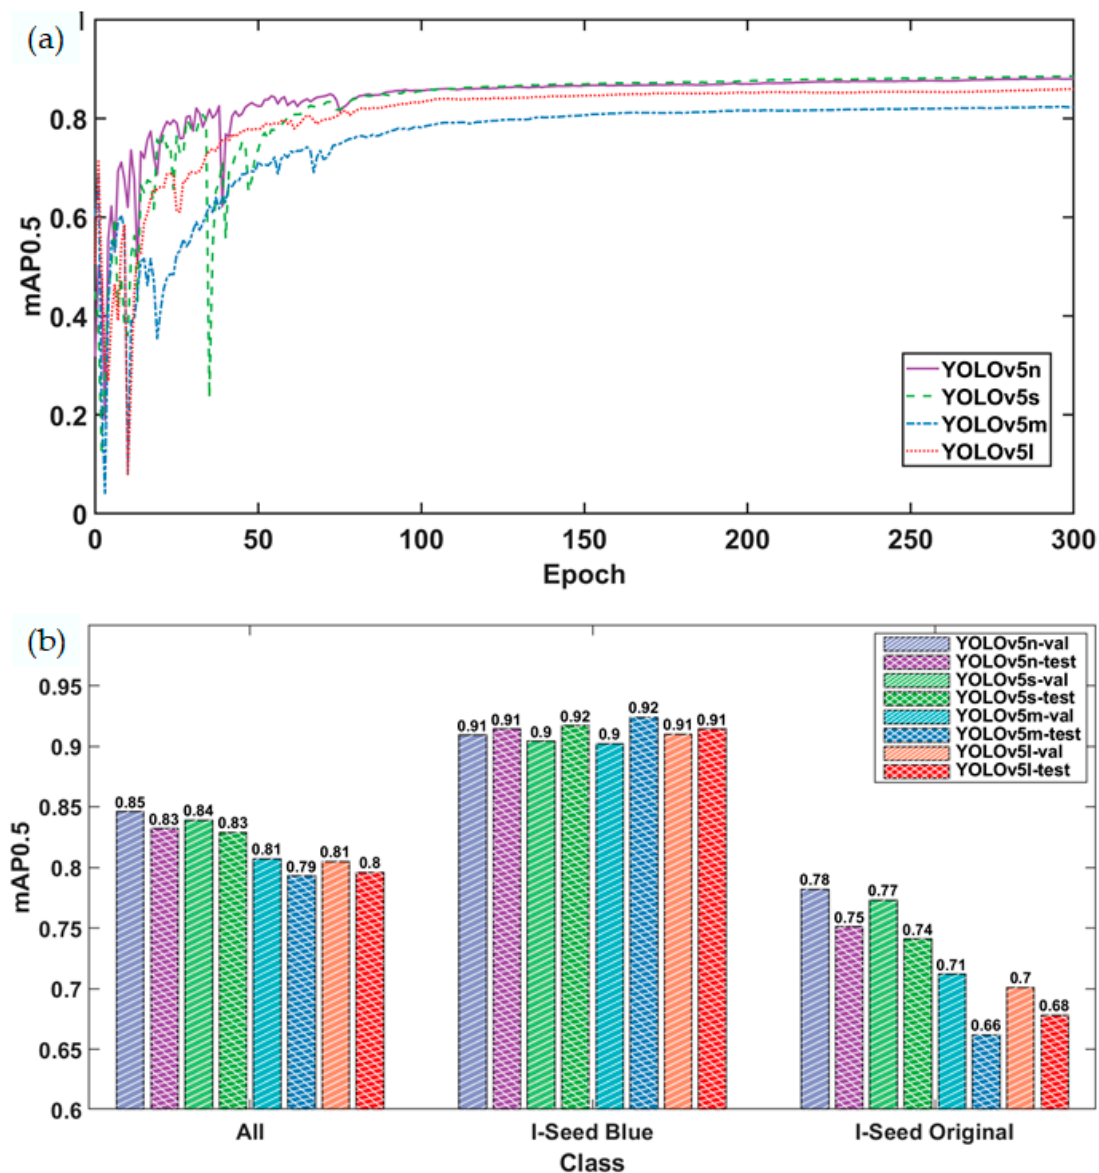 (a)
1
0.8
0.6
0.4
0.2
0
mAP0.5
0 50 100 150 200 250 300
Epoch
YOLOv5n
YOLOv5s
YOLOv5m
YOLOv5l
(b)
0.95
0.9
0.85
0.8
0.75
0.7
0.65
0.6
mAP0.5
YOLOv5n-val
YOLOv5n-test
YOLOv5s-val
YOLOv5s-test
YOLOv5m-val
YOLOv5m-test
YOLOv5l-val
YOLOv5l-test
0.85 0.83 0.84 0.83 0.81 0.79 0.81 0.8
0.91 0.91 0.9 0.92 0.9 0.92 0.91 0.91
0.78 0.75 0.77 0.74 0.71 0.66 0.7 0.68
All I-Seed Blue I-Seed Original
Class